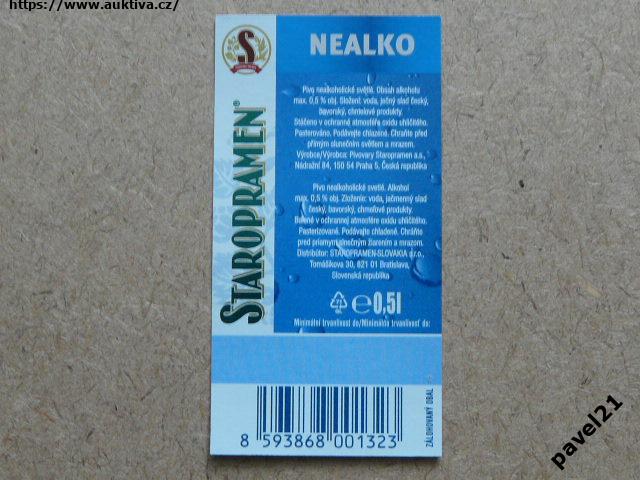 https://www.auktiva.cz/
NEALKO
S
STAROPRAMEN®
Pivo nealkoholické světlé. Obsah alkoholu
max. 0,5 % obj. Složení: voda, ječný slad český,
bavorský, chmelové produkty.
Stáčeno v ochranné atmosféře oxidu uhličitého.
Pasterováno. Podávejte chlazené. Chraňte před
přímým slunečním světlem a mrazem.
Výrobce/Výrobca: Pivovary Staropramen a.s.,
Nádražní 84, 150 54 Praha 5, Česká republika
Pivo nealkoholické svetlé. Alkohol
max. 0,5 % obj. Zloženie: voda, jačmenný slad
český, bavorský, chmeľové produkty.
Balené v ochrannej atmosfére oxidu uhličitého.
Pasterizované. Podávajte chladené. Chráňte
pred priamym slnečným žiarením a mrazom.
Distribútor: STAROPRAMEN-SLOVAKIA s.r.o.,
Tomášikova 30, 821 01 Bratislava,
Slovenská republika
e 0,5l
Minimální trvanlivost do/Minimálna trvanlivosť do:
8 593868 001323
ZÁLOHOVANÝ OBAL
pavel21